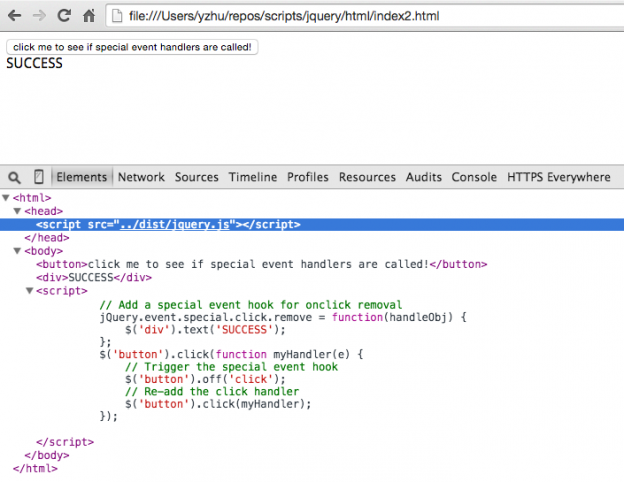 file:///Users/yzhu/repos/scripts/jquery/html/index2.html
click me to see if special event handlers are called!
SUCCESS
Elements Network Sources Timeline Profiles Resources Audits Console HTTPS Everywhere
<html>
<head>
<script src="../dist/jquery.js"></script>
</head>
<body>
<button>click me to see if special event handlers are called!</button>
<div>SUCCESS</div>
<script>
// Add a special event hook for onclick removal
jQuery.event.special.click.remove = function(handleObj) {
$('div').text('SUCCESS');
};
$('button').click(function myHandler(e) {
// Trigger the special event hook
$('button').off('click');
// Re-add the click handler
$('button').click(myHandler);
});
</script>
</body>
</html>